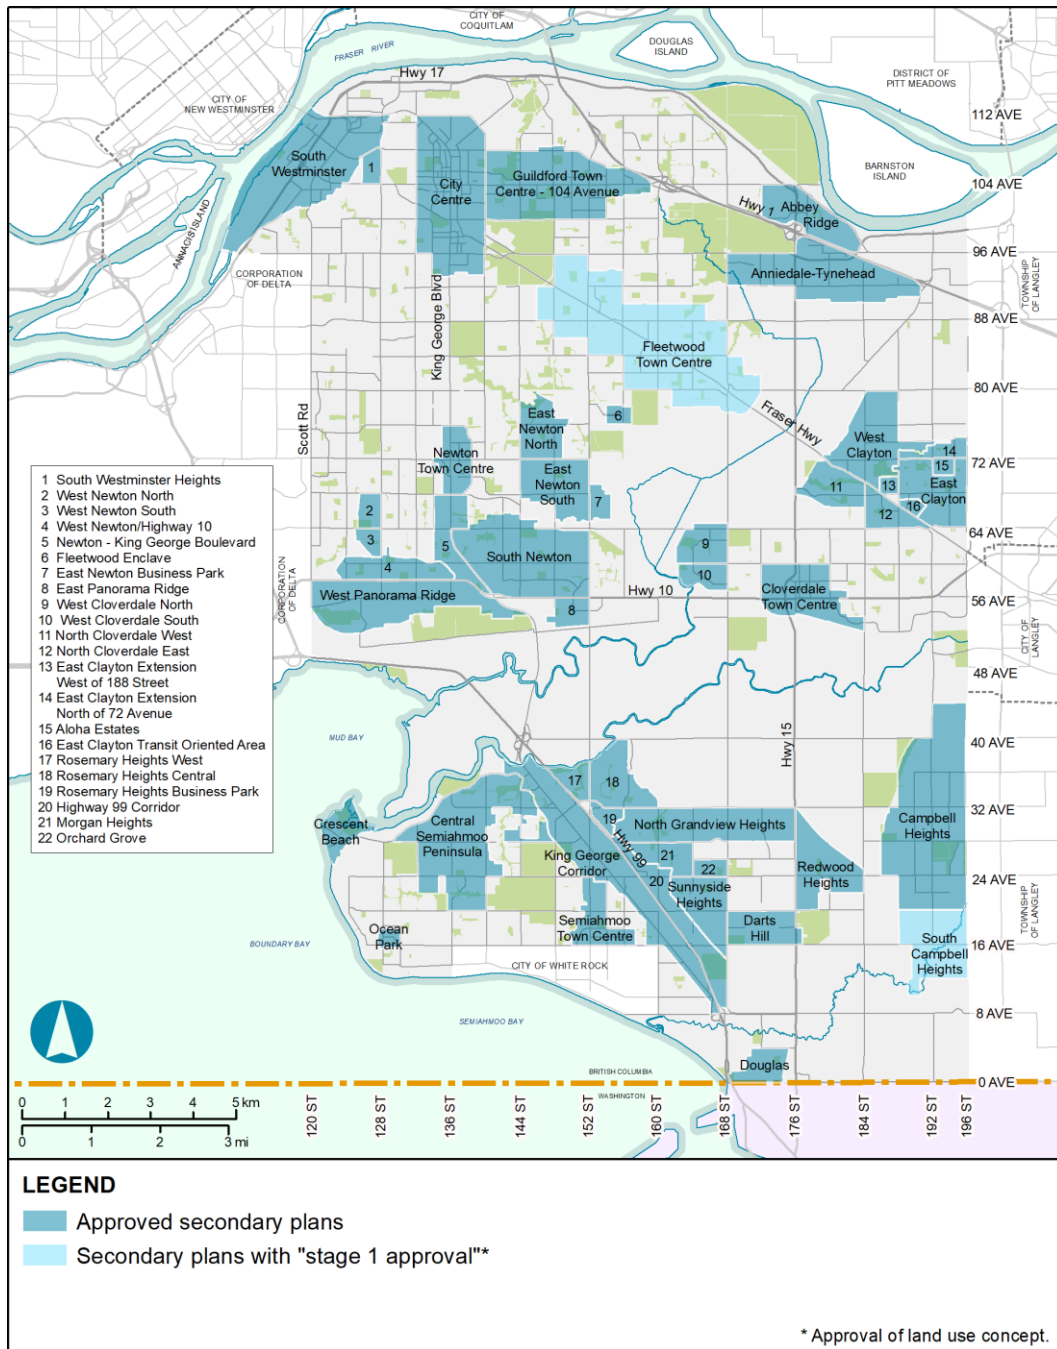 CITY OF
COQUITLAM
DOUGLAS
ISLAND
FRASER RIVER
Hwy 17
DISTRICT OF
PITT MEADOWS
CITY OF
NEW WESTMINSTER
112 AVE
South
Westminster
1
City
Centre
Guildford Town
Centre - 104 Avenue
BARNSTON
ISLAND
104 AVE
Hwy 1
Abbey
Ridge
ANNACIS ISLAND
96 AVE
CORPORATION
OF DELTA
Anniedale-Tynehead
TOWNSHIP
OF LANGLEY
King George Blvd
88 AVE
Fleetwood
Town Centre
80 AVE
Scott Rd
East
Newton
North
6
Fraser Hwy
Newton
Town Centre
West
Clayton
14
15
72 AVE
East
Newton
South
7
11
13
East
Clayton
16
12
2
3
5
South Newton
9
64 AVE
4
10
West Panorama Ridge
Hwy 10
Cloverdale
Town Centre
8
56 AVE
CORPORATION
OF DELTA
CITY OF
LANGLEY
48 AVE
1 South Westminster Heights
2 West Newton North
3 West Newton South
4 West Newton/Highway 10
5 Newton - King George Boulevard
6 Fleetwood Enclave
7 East Newton Business Park
8 East Panorama Ridge
9 West Cloverdale North
10 West Cloverdale South
11 North Cloverdale West
12 North Cloverdale East
13 East Clayton Extension
West of 188 Street
14 East Clayton Extension
North of 72 Avenue
15 Aloha Estates
16 East Clayton Transit Oriented Area
17 Rosemary Heights West
18 Rosemary Heights Central
19 Rosemary Heights Business Park
20 Highway 99 Corridor
21 Morgan Heights
22 Orchard Grove
MUD BAY
Hwy 15
40 AVE
17
18
32 AVE
Crescent
Beach
Central
Semiahmoo
Peninsula
19
Hwy 99
North Grandview Heights
Campbell
Heights
King George
Corridor
21
20
22
Sunnyside
Heights
Redwood
Heights
24 AVE
Ocean
Park
Semiahmoo
Town Centre
Darts
Hill
TOWNSHIP
OF LANGLEY
BOUNDARY BAY
16 AVE
South
Campbell
Heights
CITY OF WHITE ROCK
8 AVE
SEMIAHMOO BAY
Douglas
BRITISH COLUMBIA
0 AVE
WASHINGTON
0 1 2 3 4 5 km
0 1 2 3 mi
120 ST
128 ST
136 ST
144 ST
152 ST
160 ST
168 ST
176 ST
184 ST
192 ST
196 ST
LEGEND
Approved secondary plans
Secondary plans with "stage 1 approval"*
* Approval of land use concept.